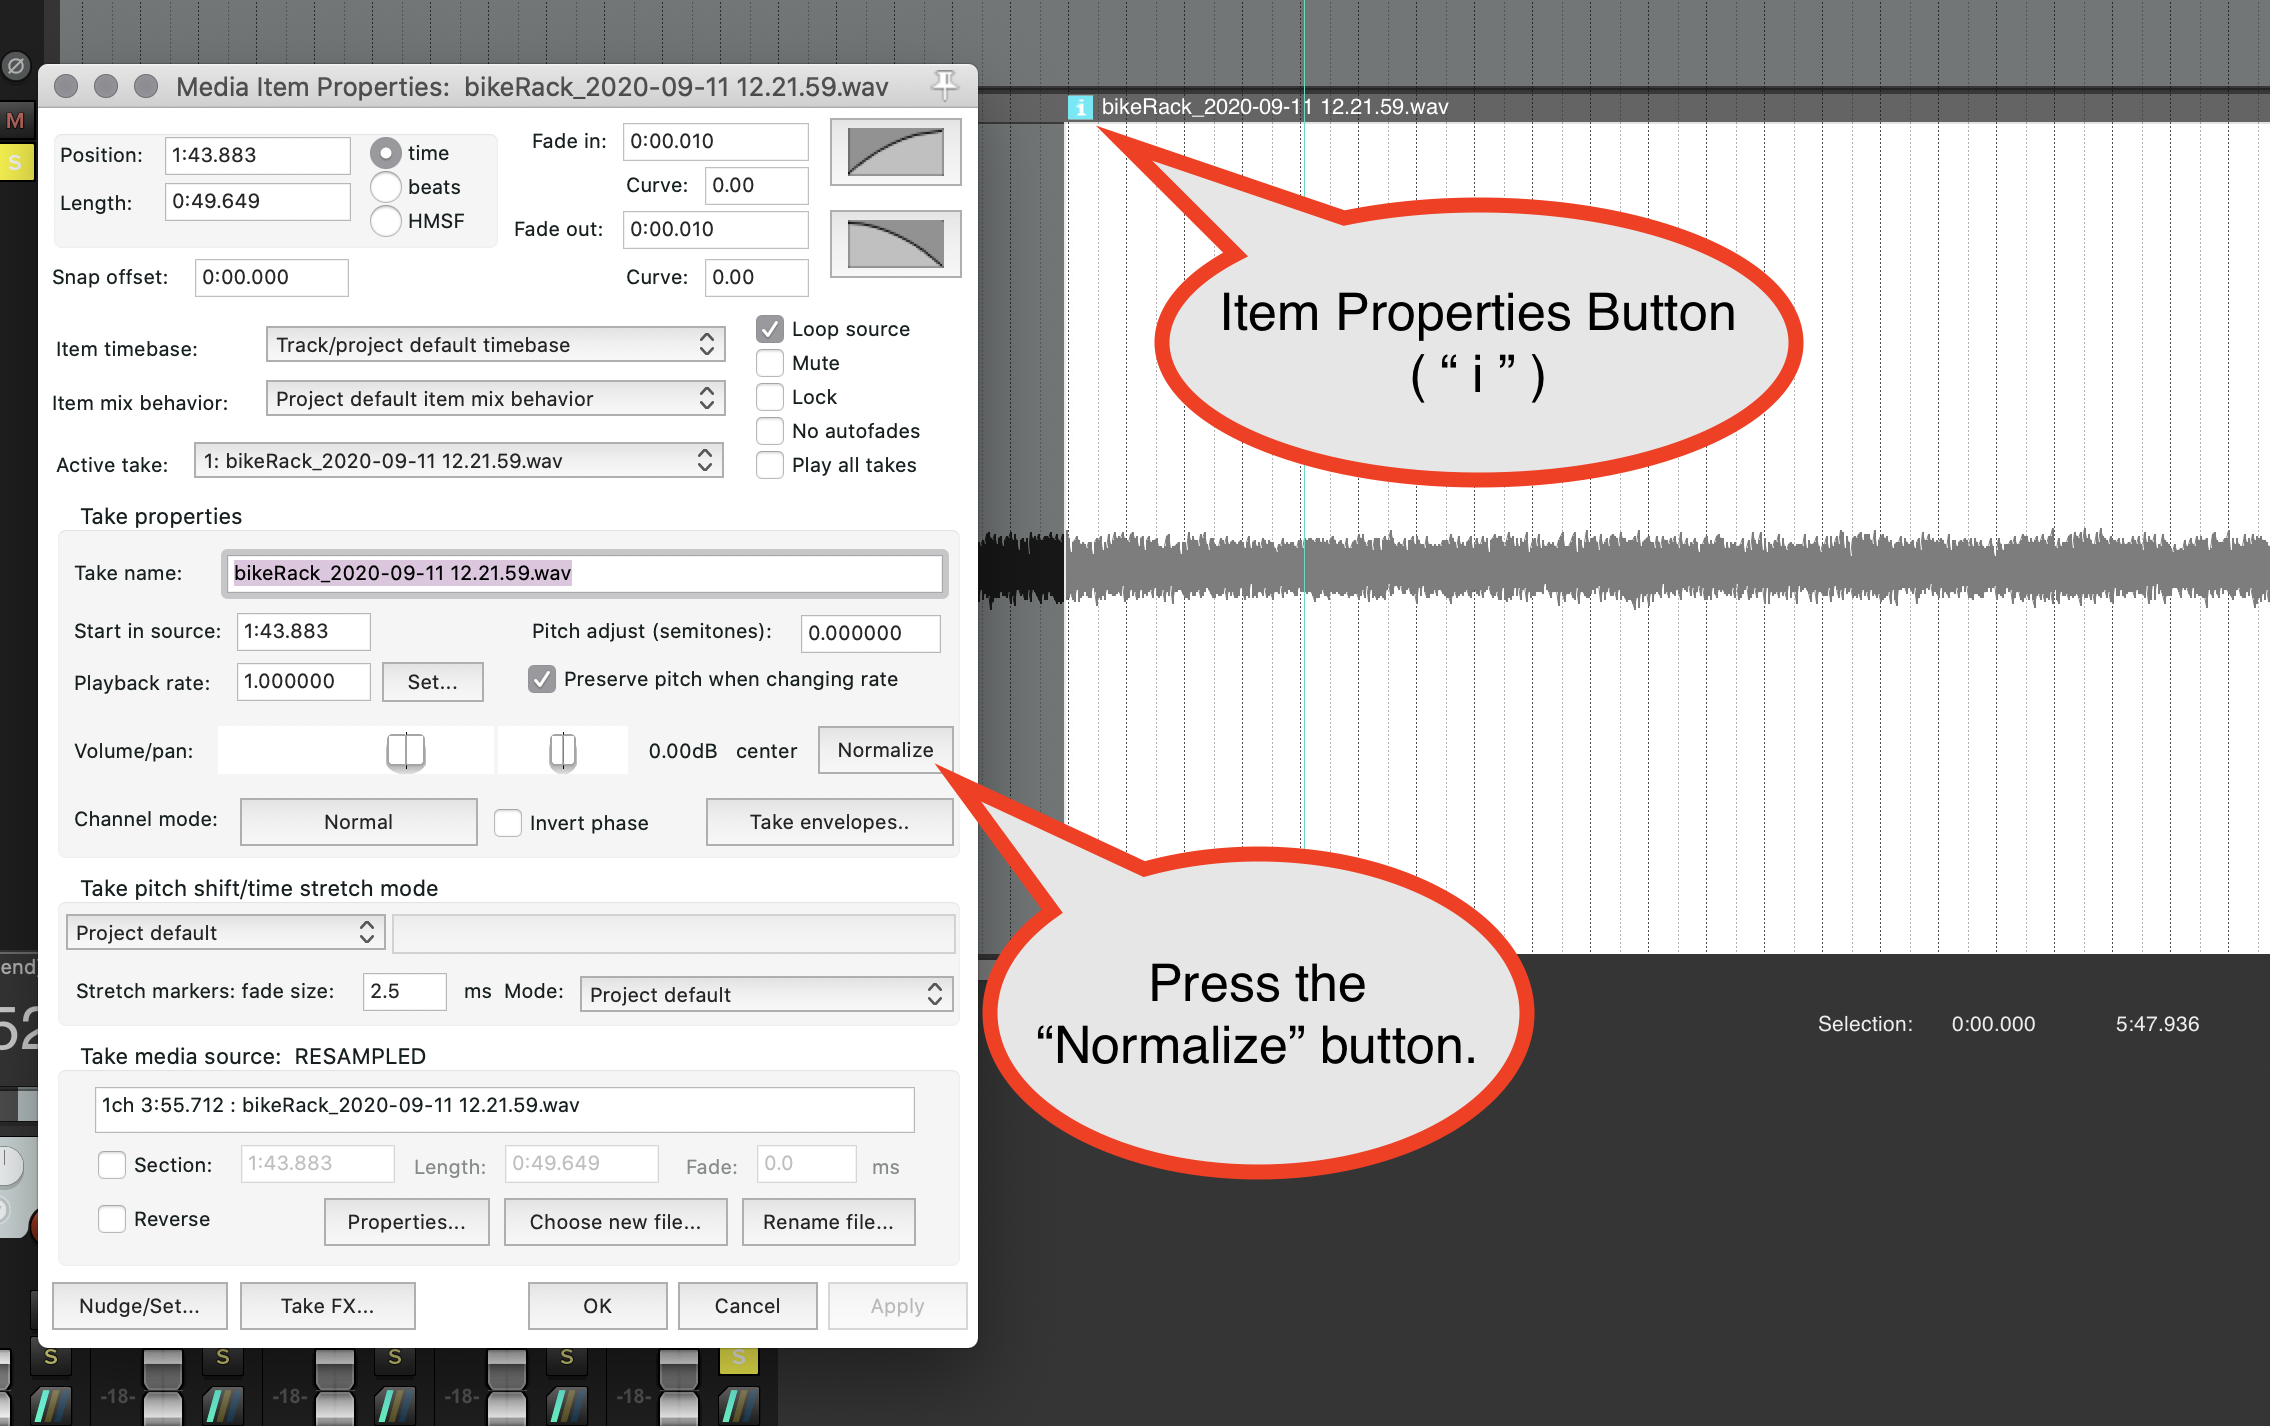 Media Item Properties: bikeRack_2020-09-11 12.21.59.wav
Position: 1:43.883
time
Length: 0:49.649
beats
HMSF
Snap offset: 0:00.000
Fade in: 0:00.010
Curve: 0.00
Fade out: 0:00.010
Curve: 0.00
Item timebase: Track/project default timebase
Item mix behavior: Project default item mix behavior
Active take: 1: bikeRack_2020-09-11 12.21.59.wav
Loop source
Mute
Lock
No autofades
Play all takes
Take properties
Take name: bikeRack_2020-09-11 12.21.59.wav
Start in source: 1:43.883 Pitch adjust (semitones): 0.000000
Playback rate: 1.000000 Set... Preserve pitch when changing rate
Volume/pan: 0.00dB center Normalize
Channel mode: Normal Invert phase Take envelopes..
Take pitch shift/time stretch mode
Project default
Stretch markers: fade size: 2.5 ms Mode: Project default
Take media source: RESAMPLED
1ch 3:55.712 : bikeRack_2020-09-11 12.21.59.wav
Section: 1:43.883 Length: 0:49.649 Fade: 0.0 ms
Reverse Properties... Choose new file... Rename file...
Nudge/Set... Take FX... OK Cancel Apply
i bikeRack_2020-09-11 12.21.59.wav
Item Properties Button
( “ i ” )
Press the
“Normalize” button.
Selection: 0:00.000 5:47.936
M
S
end
52
S S S S S
-18- -18- -18- -18-